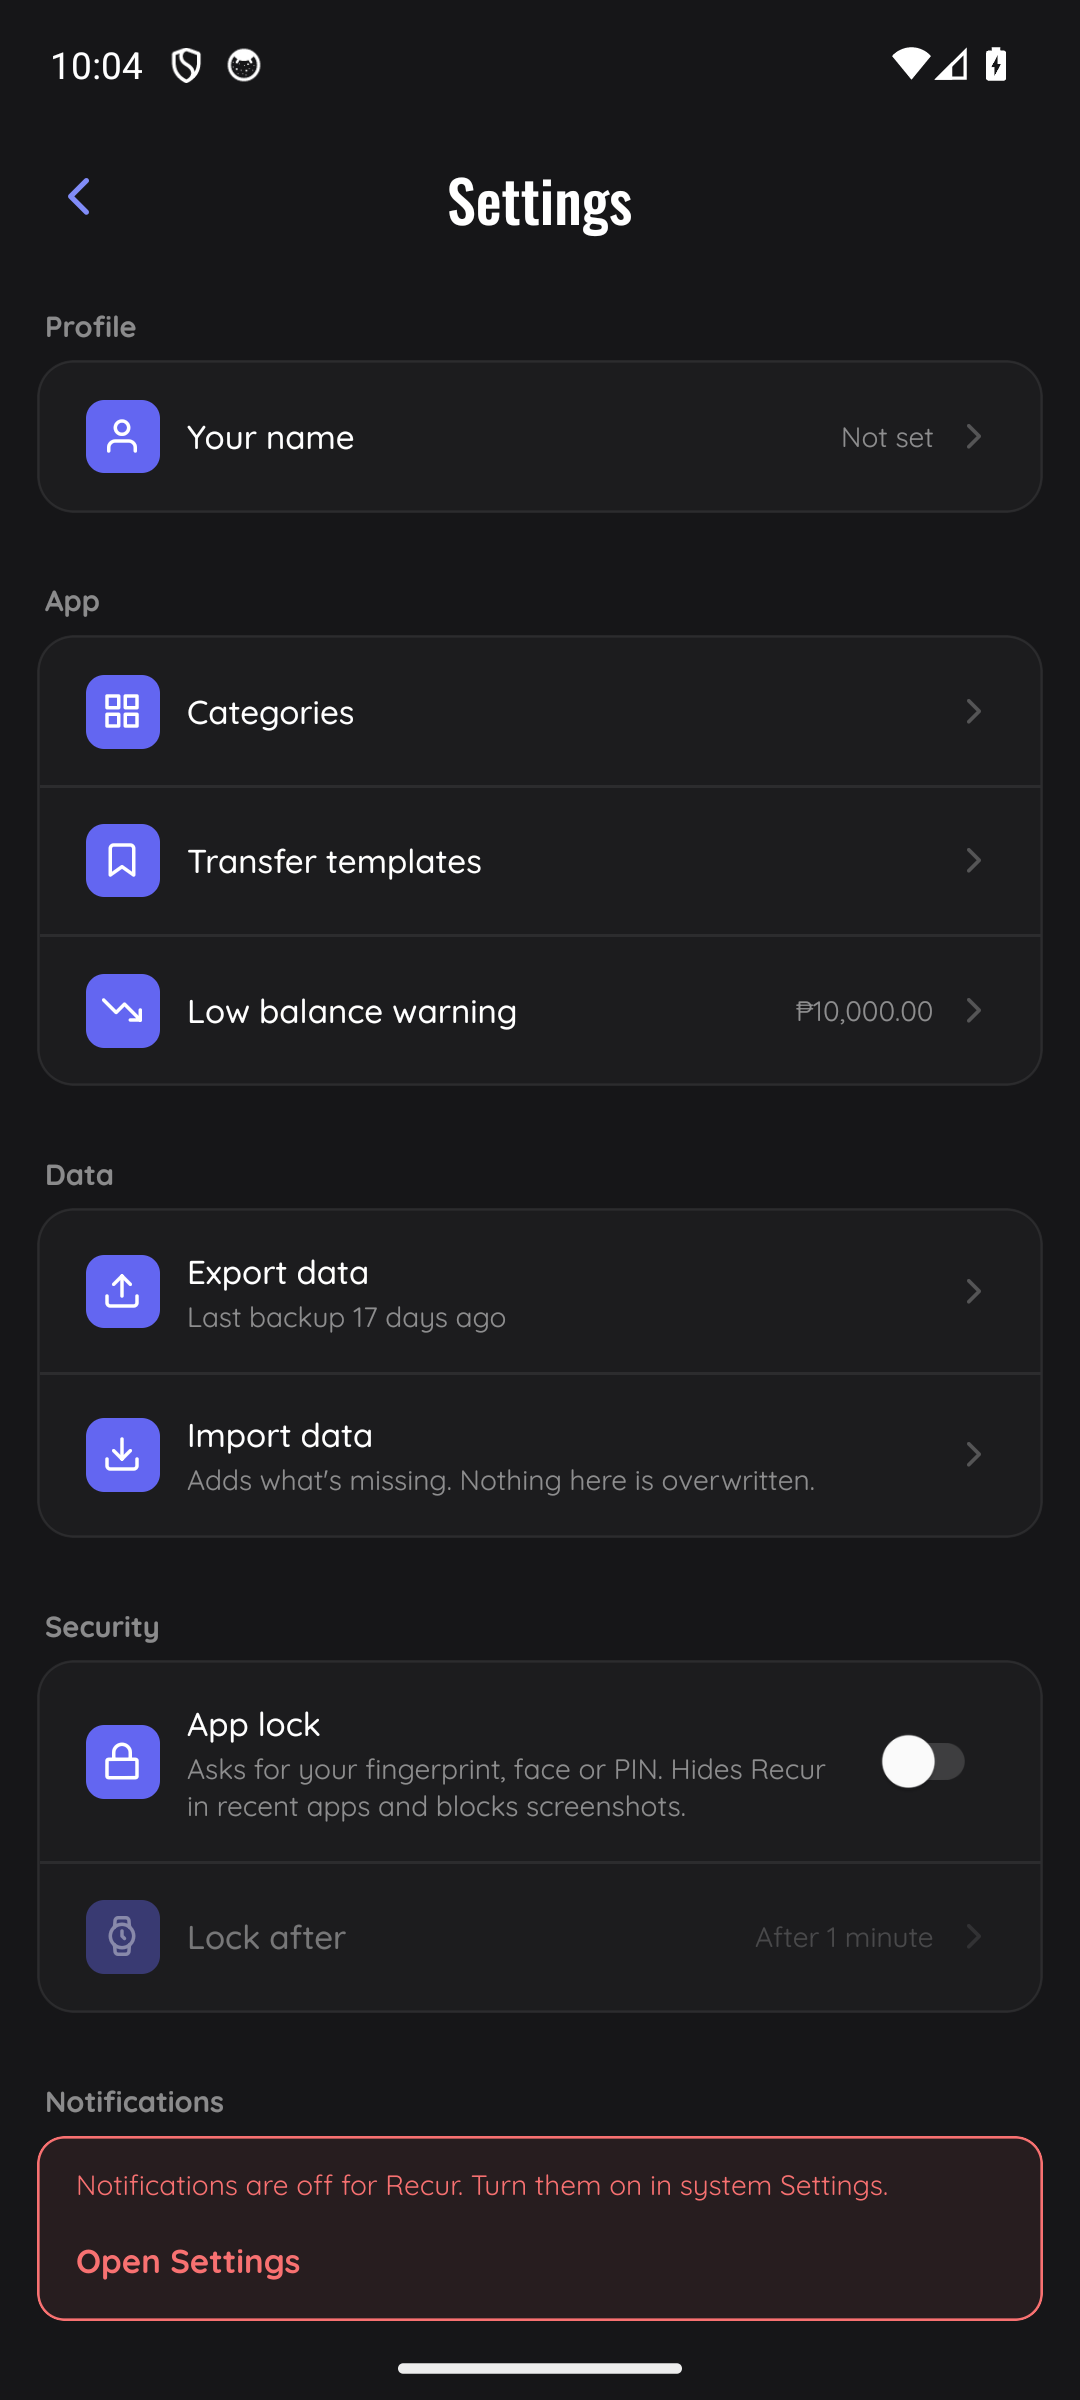 10:04
Settings
Profile
Your name
Not set
App
Categories
Transfer templates
Low balance warning
₱10,000.00
Data
Export data
Last backup 17 days ago
Import data
Adds what's missing. Nothing here is overwritten.
Security
App lock
Asks for your fingerprint, face or PIN. Hides Recur
in recent apps and blocks screenshots.
Lock after
After 1 minute
Notifications
Notifications are off for Recur. Turn them on in system Settings.
Open Settings